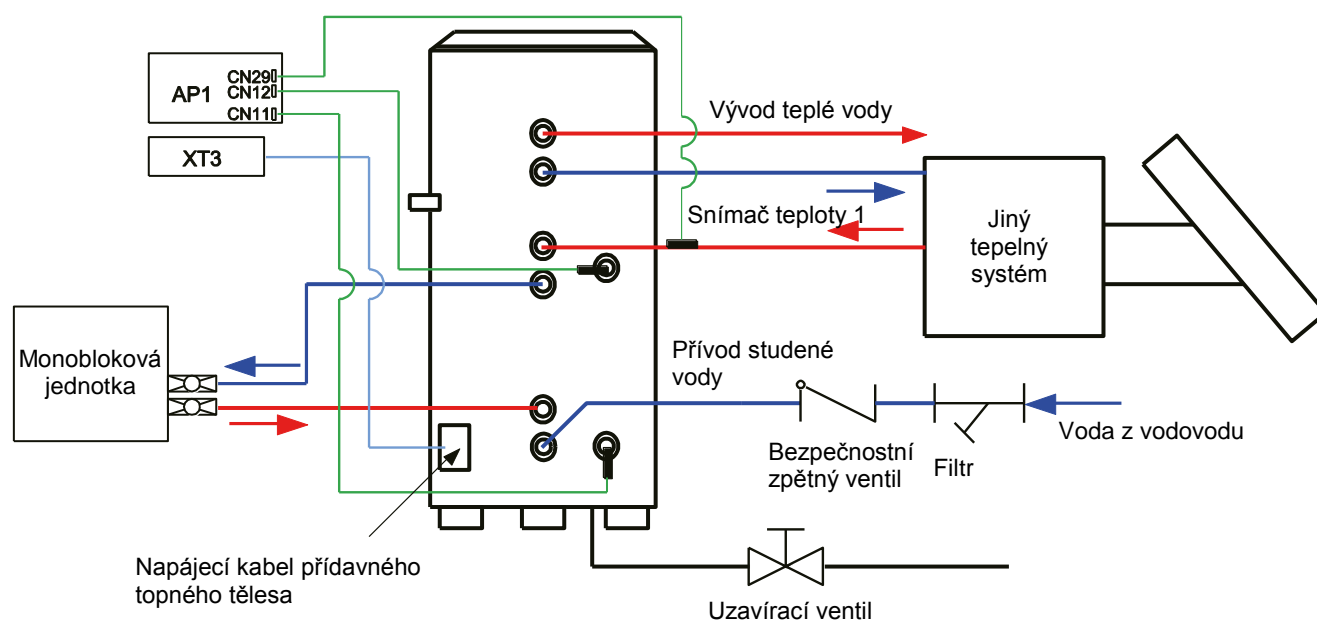 CN29
AP1
CN12
CN11
XT3
Vývod teplé vody
Snímač teploty 1
Jiný
tepelný
systém
Monobloková
jednotka
Přívod studené
vody
Bezpečnostní
zpětný ventil
Filtr
Voda z vodovodu
Napájecí kabel přídavného
topného tělesa
Uzavírací ventil